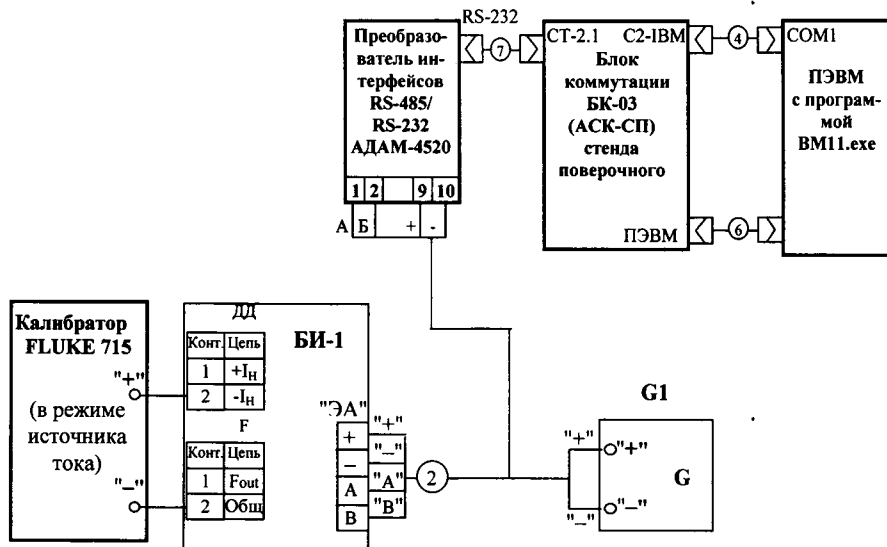 RS-232
Преобразо-
ватель ин-
терфейсов
RS-485/
RS-232
АДАМ-4520
1 2 9 10
А Б + -
7
СТ-2.1 С2-IBM
Блок
коммутации
БК-03
(АСК-СП)
стенда
поверочного
ПЭВМ
4
6
COM1
ПЭВМ
с програм-
мой
ВМ11.exe
Калибратор
FLUKE 715
(в режиме
источника
тока)
"+"
"–"
ДД
Конт. Цепь
1 +Iн
2 -Iн
F
Конт. Цепь
1 Fout
2 Общ
БИ-1
"ЭА"
+ "+"
– "–"
А "А"
В "В"
2
G1
"+" "+"
G
"–" "–"